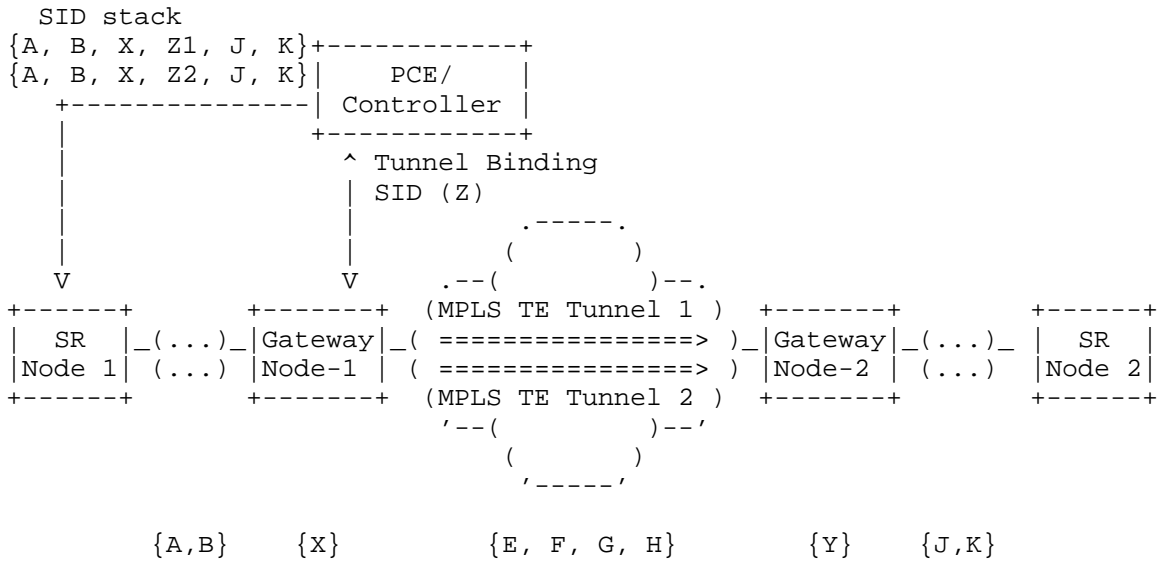 SID stack
{A, B, X, Z1, J, K}+------------+
{A, B, X, Z2, J, K}|    PCE/    |
+---------------| Controller |
|               +------------+
|                 ^ Tunnel Binding
|                 | SID (Z)
|                 |          .-----.
|                 |         (       )
V                 V     .--(         )--.
+------+       +-------+  (MPLS TE Tunnel 1 )  +-------+         +------+
|  SR  |_(...)_|Gateway|_( ================> )_|Gateway|_(...)_ |  SR  |
|Node 1| (...) |Node-1 | ( ================> ) |Node-2 | (...)  |Node 2|
+------+       +-------+  (MPLS TE Tunnel 2 )  +-------+         +------+
'--(         )--'
(       )
'-----'
{A,B}    {X}         {E, F, G, H}        {Y}    {J,K}